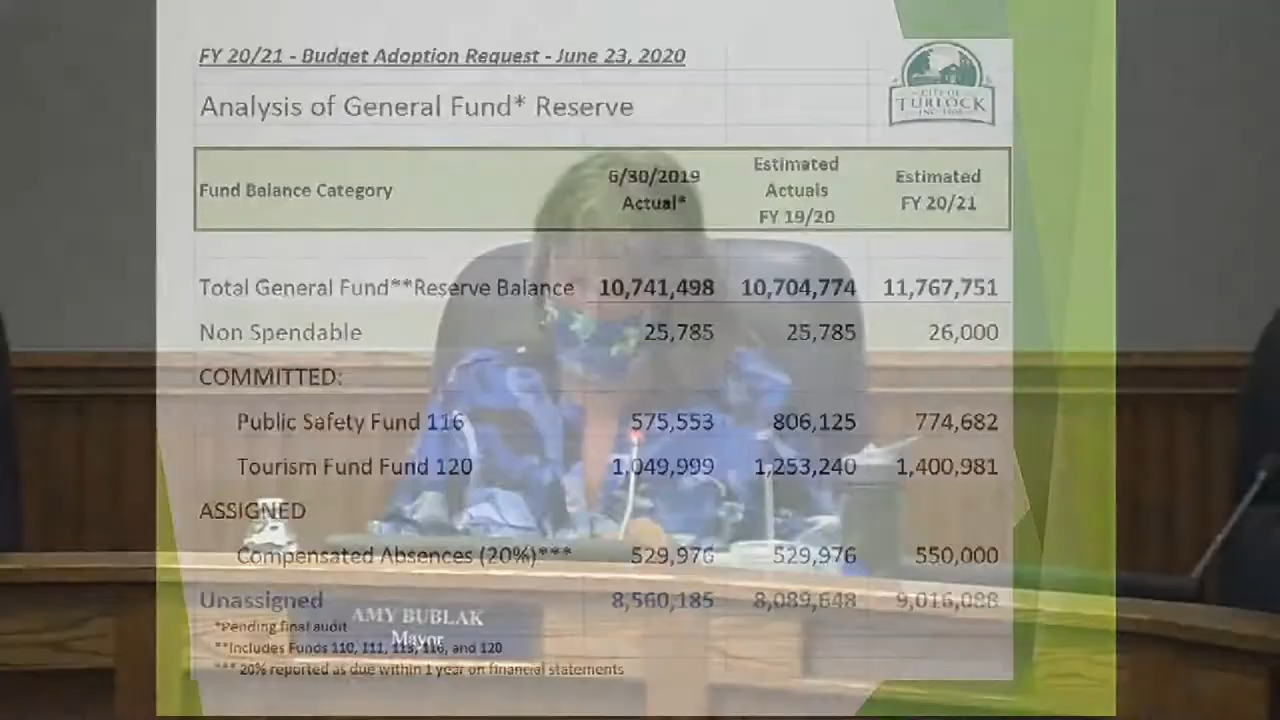 FY 20/21 - Budget Adoption Request - June 23, 2020
CITY OF
TURLOCK
Analysis of General Fund* Reserve
Fund Balance Category 6/30/2019 Actual* Estimated Actuals FY 19/20 Estimated FY 20/21
Total General Fund**Reserve Balance 10,741,498 10,704,774 11,767,751
Non Spendable 25,785 25,785 26,000
COMMITTED:
Public Safety Fund 116 575,553 806,125 774,682
Tourism Fund Fund 120 1,049,999 1,253,240 1,400,981
ASSIGNED
Compensated Absences (20%)*** 529,976 529,976 550,000
Unassigned 8,560,185 8,089,648 9,016,088
*Pending final audit
AMY BUBLAK
Mayor
**Includes Funds 110, 111, 113, 116, and 120
*** 20% reported as due within 1 year on financial statements